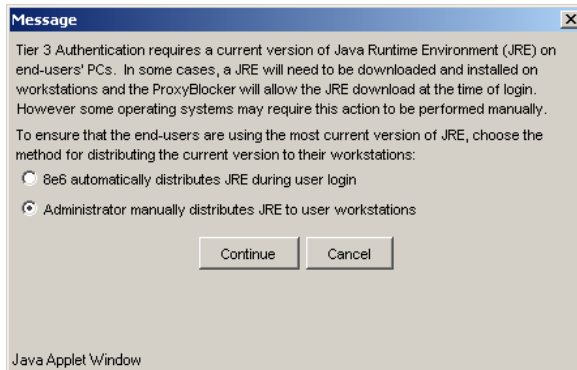 Message
Tier 3 Authentication requires a current version of Java Runtime Environment (JRE) on
end-users' PCs. In some cases, a JRE will need to be downloaded and installed on
workstations and the ProxyBlocker will allow the JRE download at the time of login.
However some operating systems may require this action to be performed manually.
To ensure that the end-users are using the most current version of JRE, choose the
method for distributing the current version to their workstations:
8e6 automatically distributes JRE during user login
Administrator manually distributes JRE to user workstations
Continue Cancel
Java Applet Window